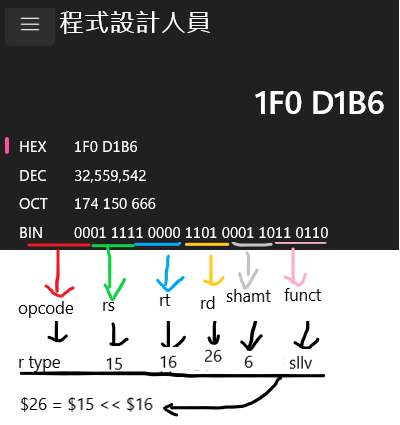 程式設計人員
1F0 D1B6
HEX 1F0 D1B6
DEC 32,559,542
OCT 174 150 666
BIN 0001 1111 0000 1101 0001 1011 0110
opcode rs rt rd shamt funct
r type 15 16 26 6 sllv
$26 = $15 << $16